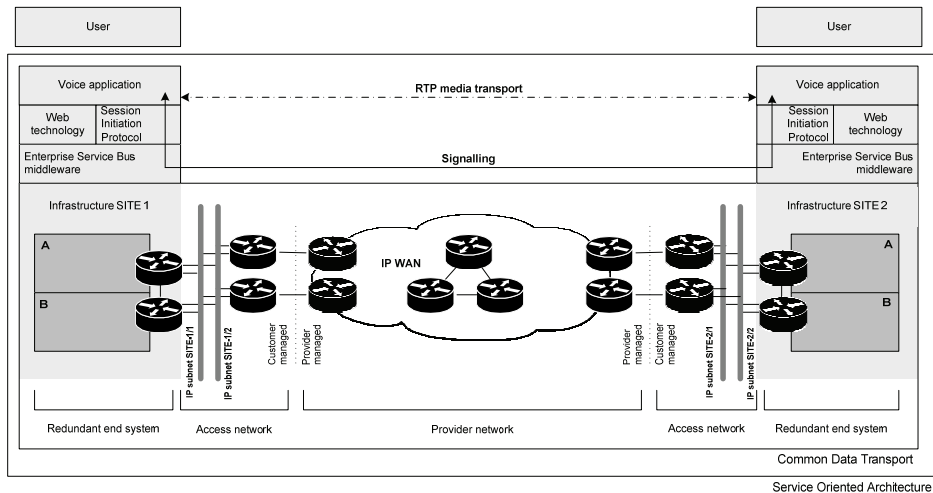 User
User
Voice application
RTP media transport
Voice application
Web
technology
Session
Initiation
Protocol
Session
Initiation
Protocol
Web
technology
Enterprise Service Bus
middleware
Signalling
Enterprise Service Bus
middleware
Infrastructure SITE 1
Infrastructure SITE 2
A
B
IP WAN
A
B
IP subnet SITE-1/1
IP subnet SITE-1/2
Customer
managed
Provider
managed
Provider
managed
Customer
managed
IP subnet SITE-2/1
IP subnet SITE-2/2
Redundant end system
Access network
Provider network
Access network
Redundant end system
Common Data Transport
Service Oriented Architecture